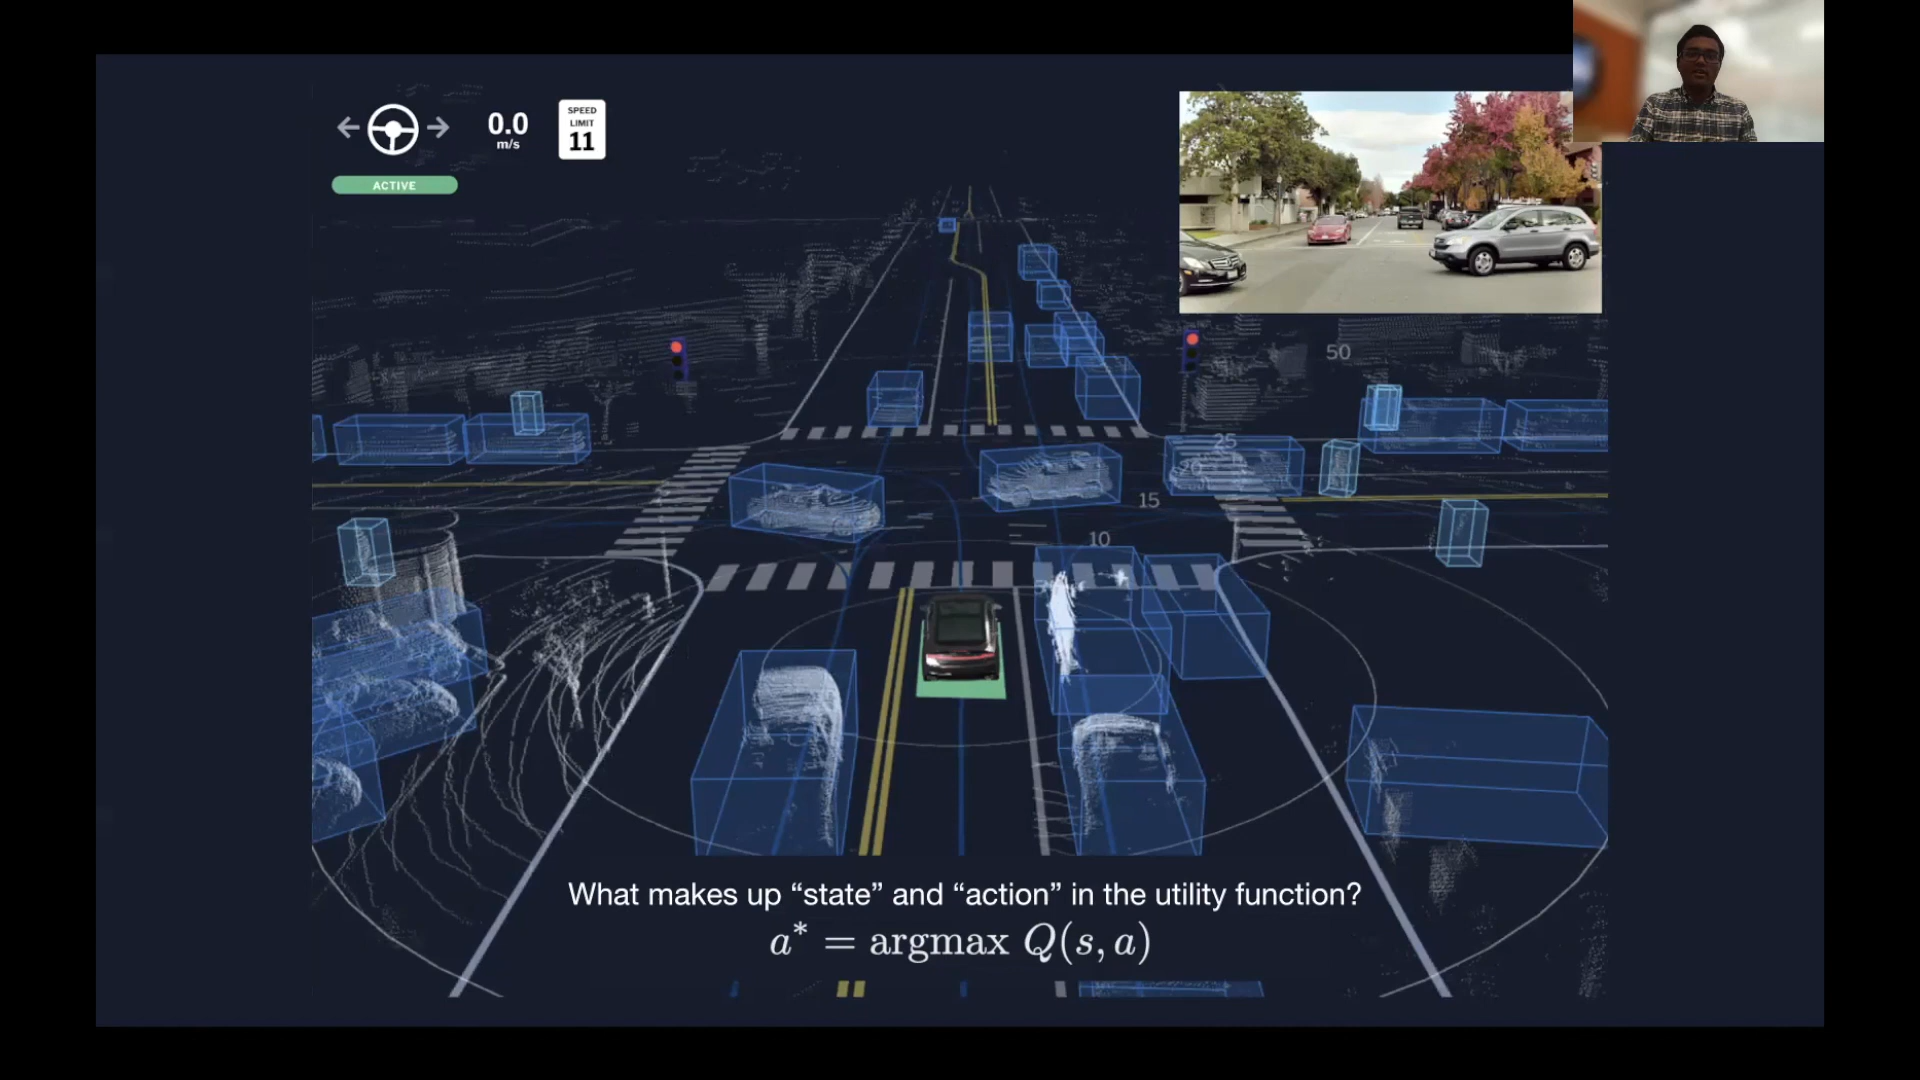 0.0
m/s
SPEED
LIMIT
11
ACTIVE
50
25
15
10
What makes up “state” and “action” in the utility function?
a* = argmax Q(s, a)